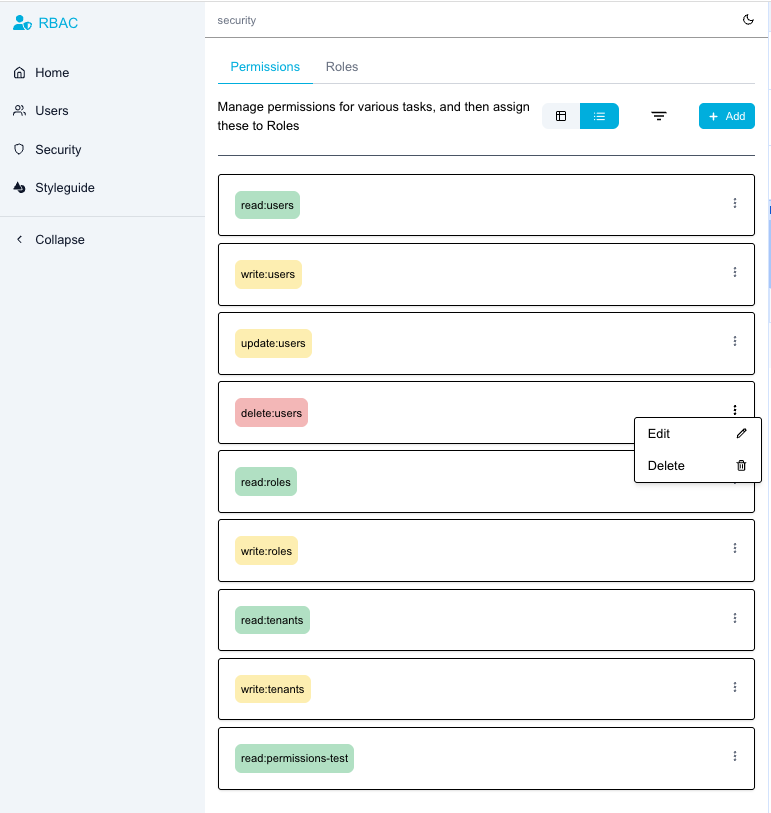 RBAC
Home
Users
Security
Styleguide
Collapse
security
Permissions
Roles
Manage permissions for various tasks, and then assign
these to Roles
Add
read:users
write:users
update:users
delete:users
Edit
Delete
read:roles
write:roles
read:tenants
write:tenants
read:permissions-test